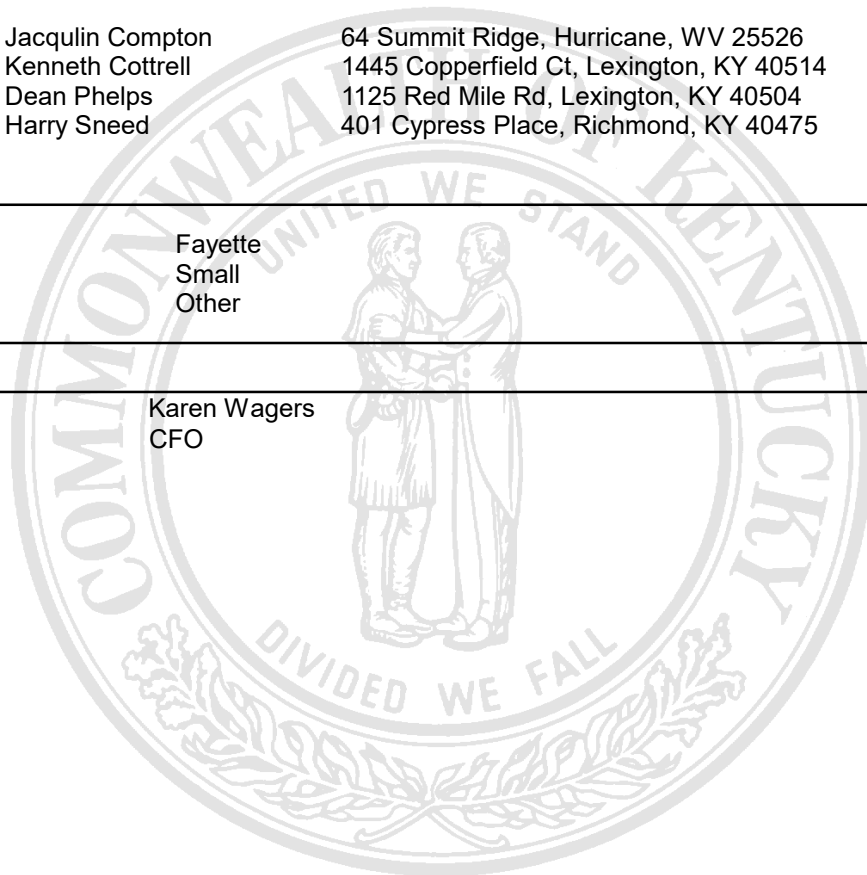 Jacqulin Compton 64 Summit Ridge, Hurricane, WV 25526
Kenneth Cottrell 1445 Copperfield Ct, Lexington, KY 40514
Dean Phelps 1125 Red Mile Rd, Lexington, KY 40504
Harry Sneed 401 Cypress Place, Richmond, KY 40475
COMMONWEALTH OF KENTUCKY
UNITED WE STAND
Fayette
Small
Other
Karen Wagers
CFO
DIVIDED WE FALL